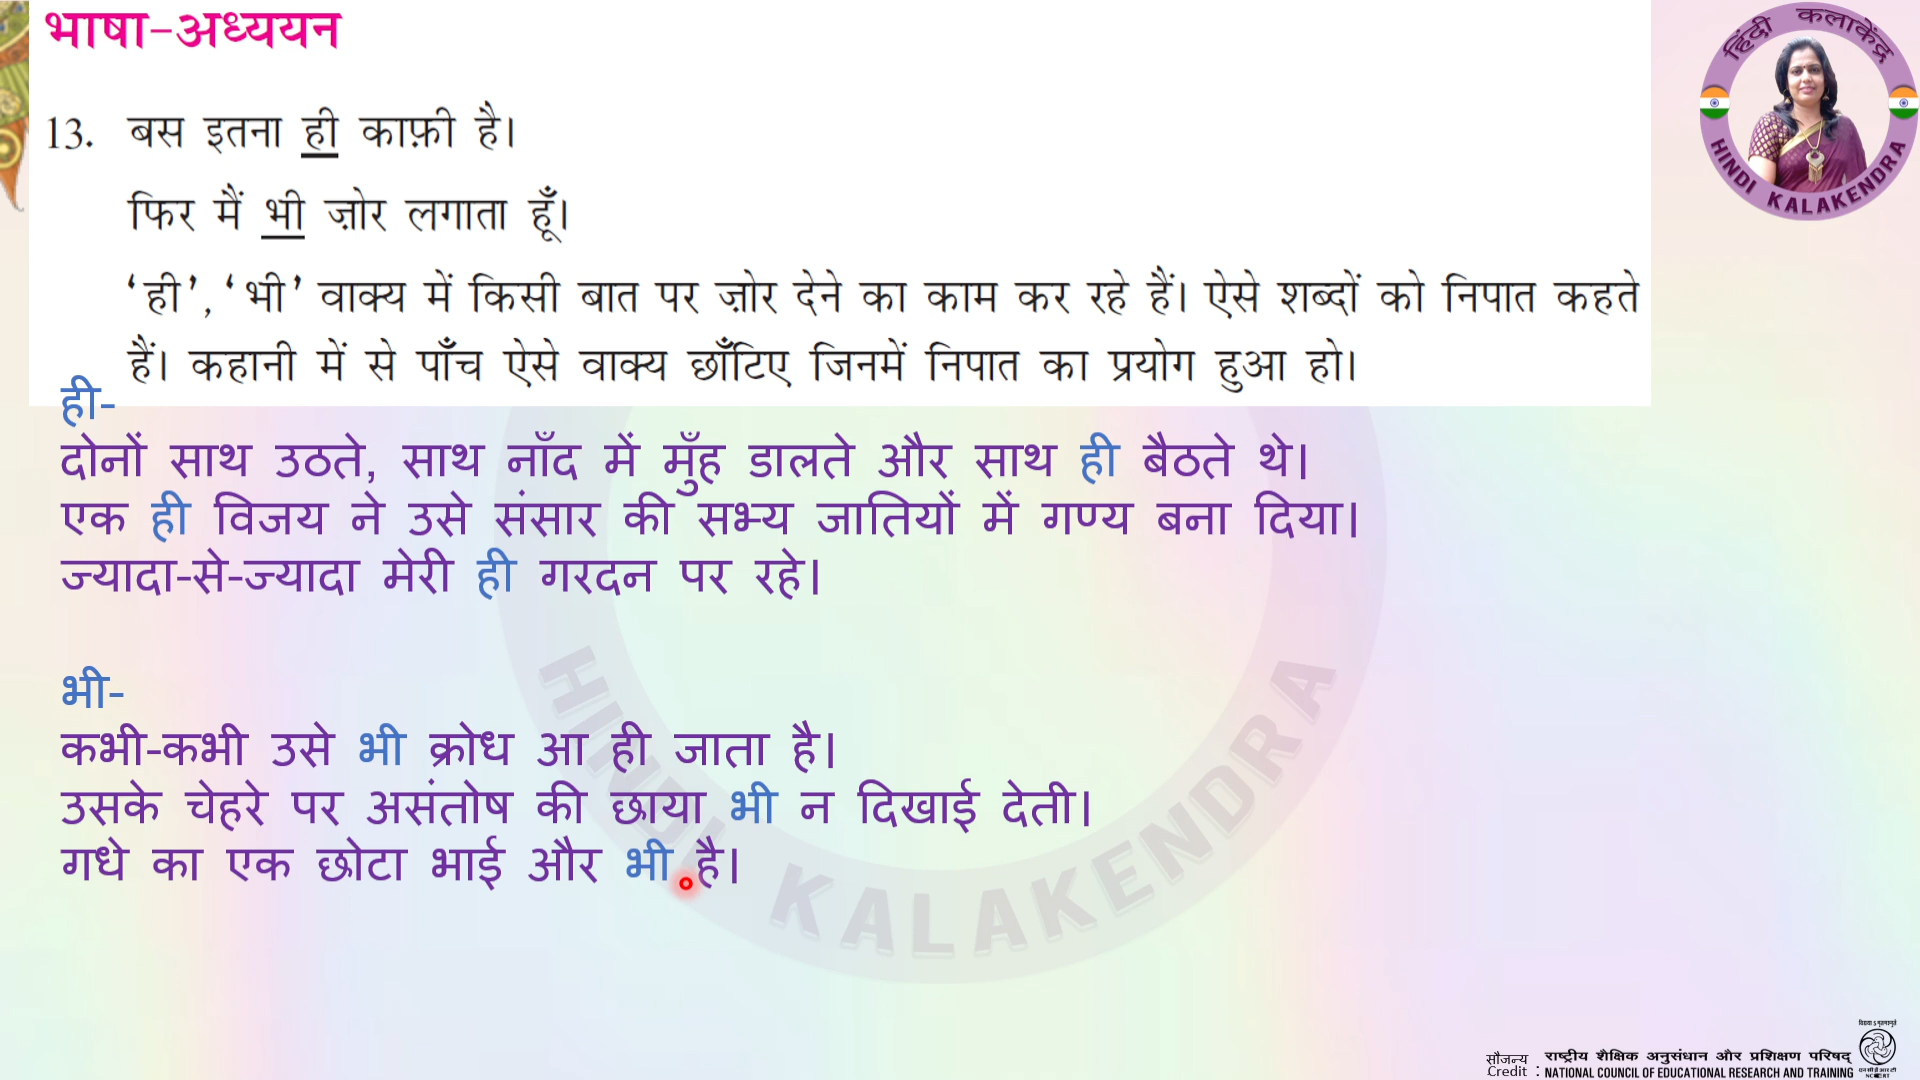 भाषा-अध्ययन
हिंदी कलाकेंद्र
HINDI KALAKENDRA
13. बस इतना ही काफ़ी है।
फिर मैं भी ज़ोर लगाता हूँ।
‘ही’, ‘भी’ वाक्य में किसी बात पर ज़ोर देने का काम कर रहे हैं। ऐसे शब्दों को निपात कहते
हैं। कहानी में से पाँच ऐसे वाक्य छाँटिए जिनमें निपात का प्रयोग हुआ हो।
ही-
दोनों साथ उठते, साथ नाँद में मुँह डालते और साथ ही बैठते थे।
एक ही विजय ने उसे संसार की सभ्य जातियों में गण्य बना दिया।
ज्यादा-से-ज्यादा मेरी ही गरदन पर रहे।
भी-
कभी-कभी उसे भी क्रोध आ ही जाता है।
उसके चेहरे पर असंतोष की छाया भी न दिखाई देती।
गधे का एक छोटा भाई और भी है।
HINDI KALAKENDRA
सौजन्य राष्ट्रीय शैक्षिक अनुसंधान और प्रशिक्षण परिषद्
Credit : NATIONAL COUNCIL OF EDUCATIONAL RESEARCH AND TRAINING